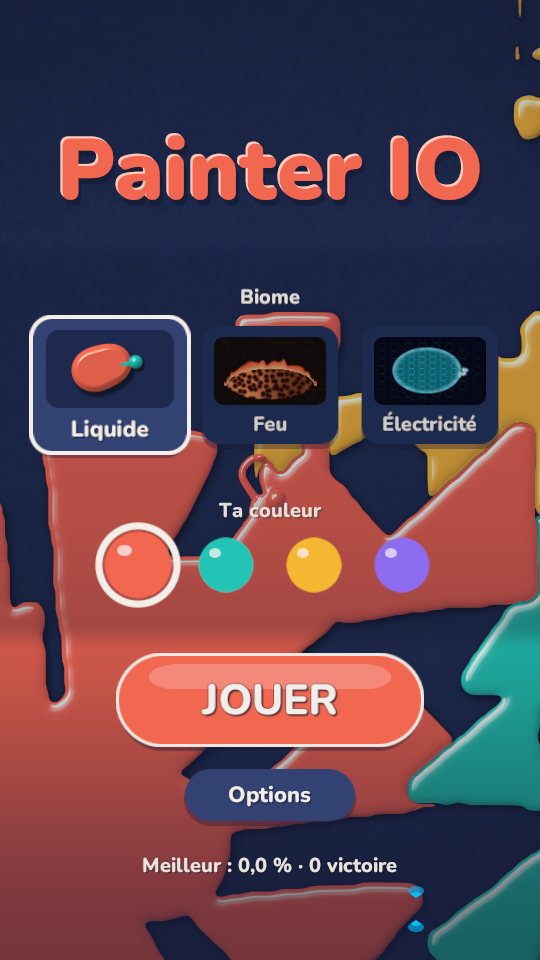 Painter IO
Biome
Liquide
Feu
Électricité
Ta couleur
JOUER
Options
Meilleur : 0,0 % · 0 victoire